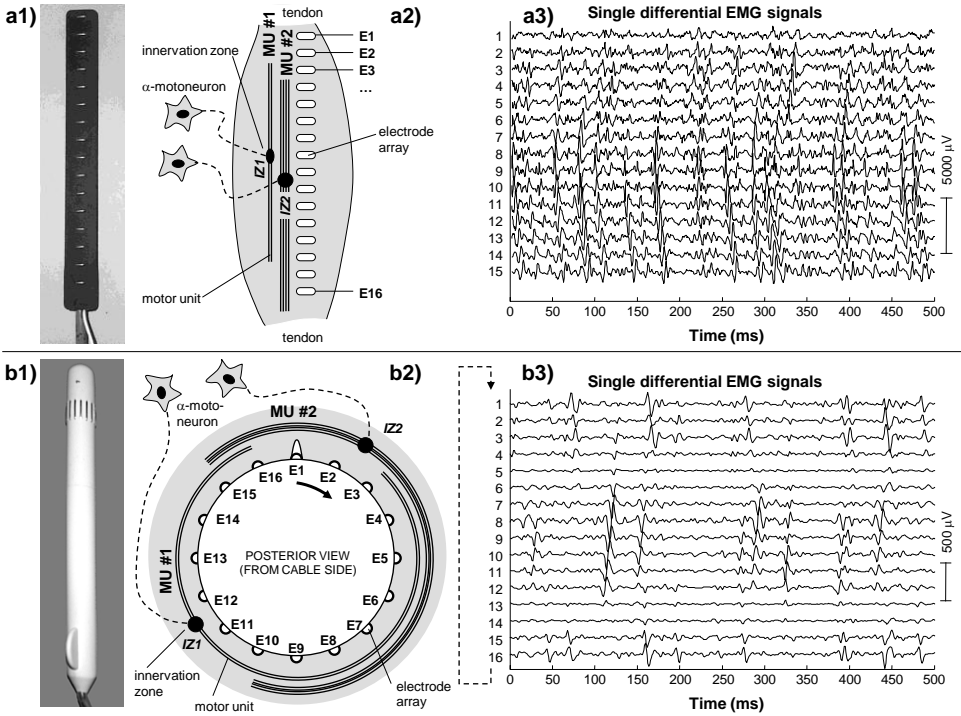 a1)
a2)
tendon
MU #1
MU #2
innervation zone
α-motoneuron
IZ1
IZ2
E1
E2
E3
...
electrode
array
motor unit
E16
tendon
a3)
Single differential EMG signals
1
2
3
4
5
6
7
8
9
10
11
12
13
14
15
5000 µV
0 50 100 150 200 250 300 350 400 450 500
Time (ms)
b1)
b2)
α-moto-
neuron
MU #2
IZ2
E1
E2
E3
E4
E5
E6
E7
E8
E9
E10
E11
E12
E13
E14
E15
E16
POSTERIOR VIEW
(FROM CABLE SIDE)
MU #1
IZ1
innervation
zone
motor unit
electrode
array
b3)
Single differential EMG signals
1
2
3
4
5
6
7
8
9
10
11
12
13
14
15
16
500 µV
0 50 100 150 200 250 300 350 400 450 500
Time (ms)